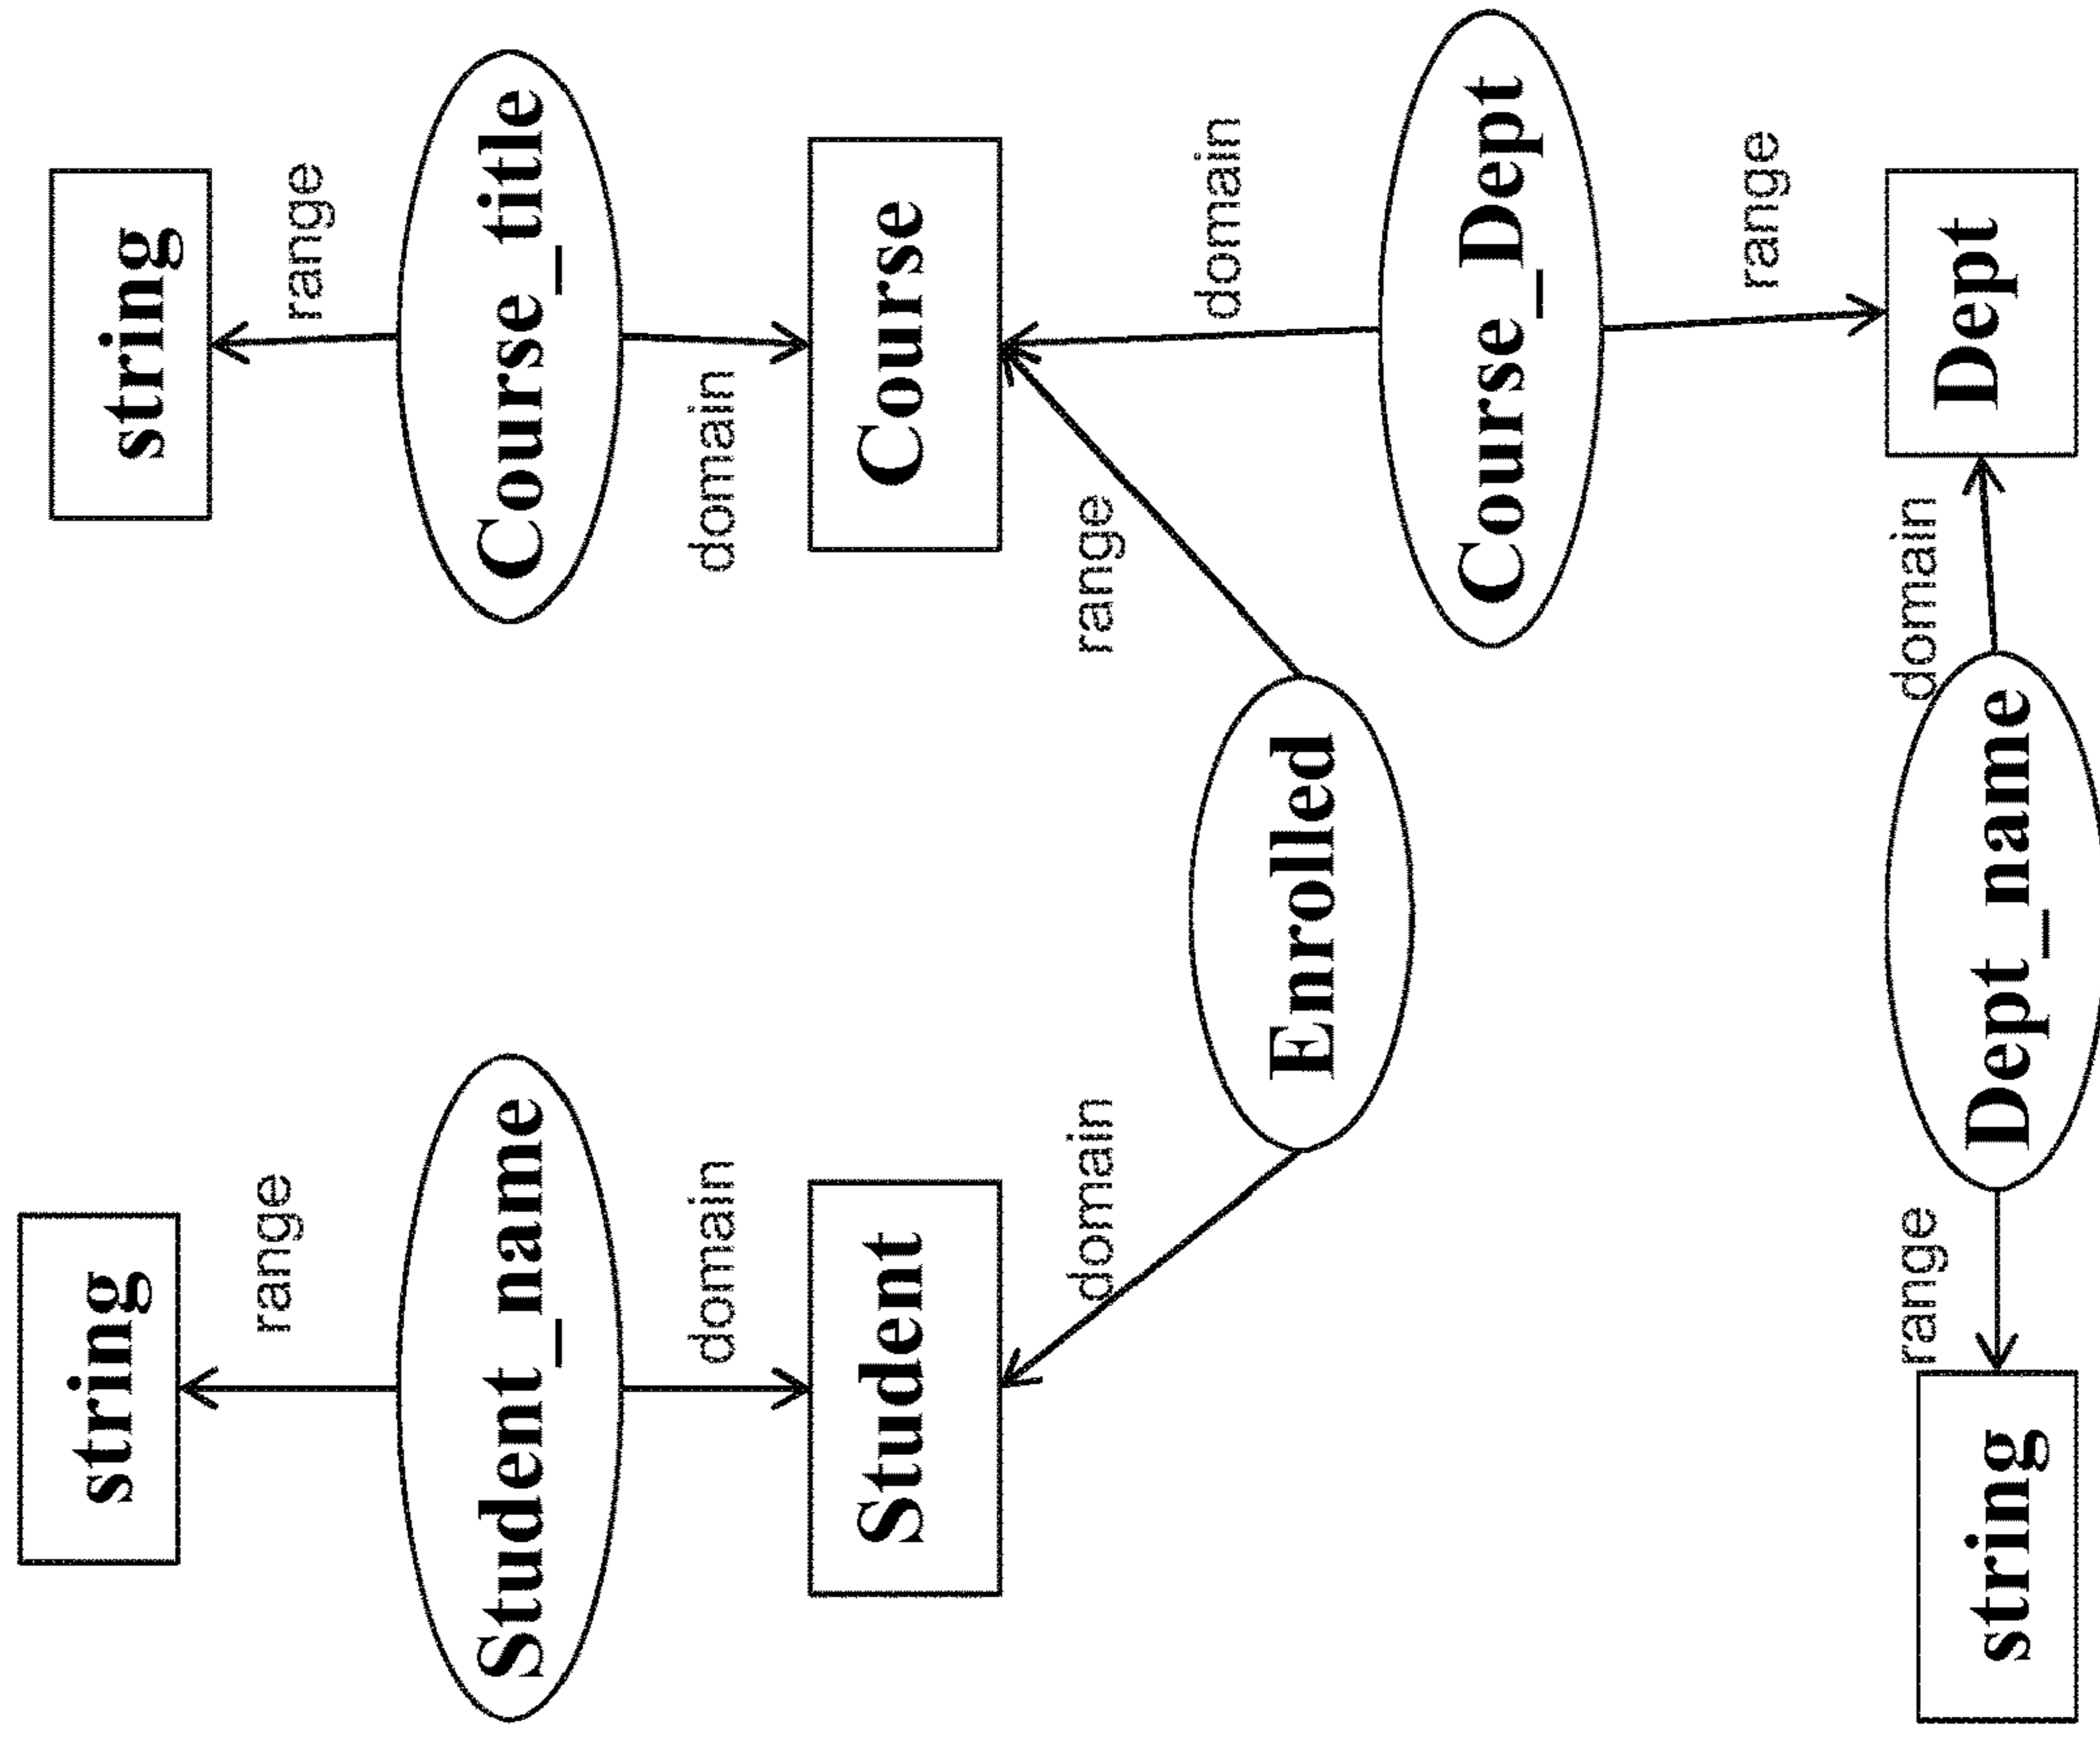 string
string
range
range
Student_name
Course_title
domain
domain
Student
Course
domain
range
domain
Enrolled
Course_Dept
range
range
domain
string
Dept_name
Dept